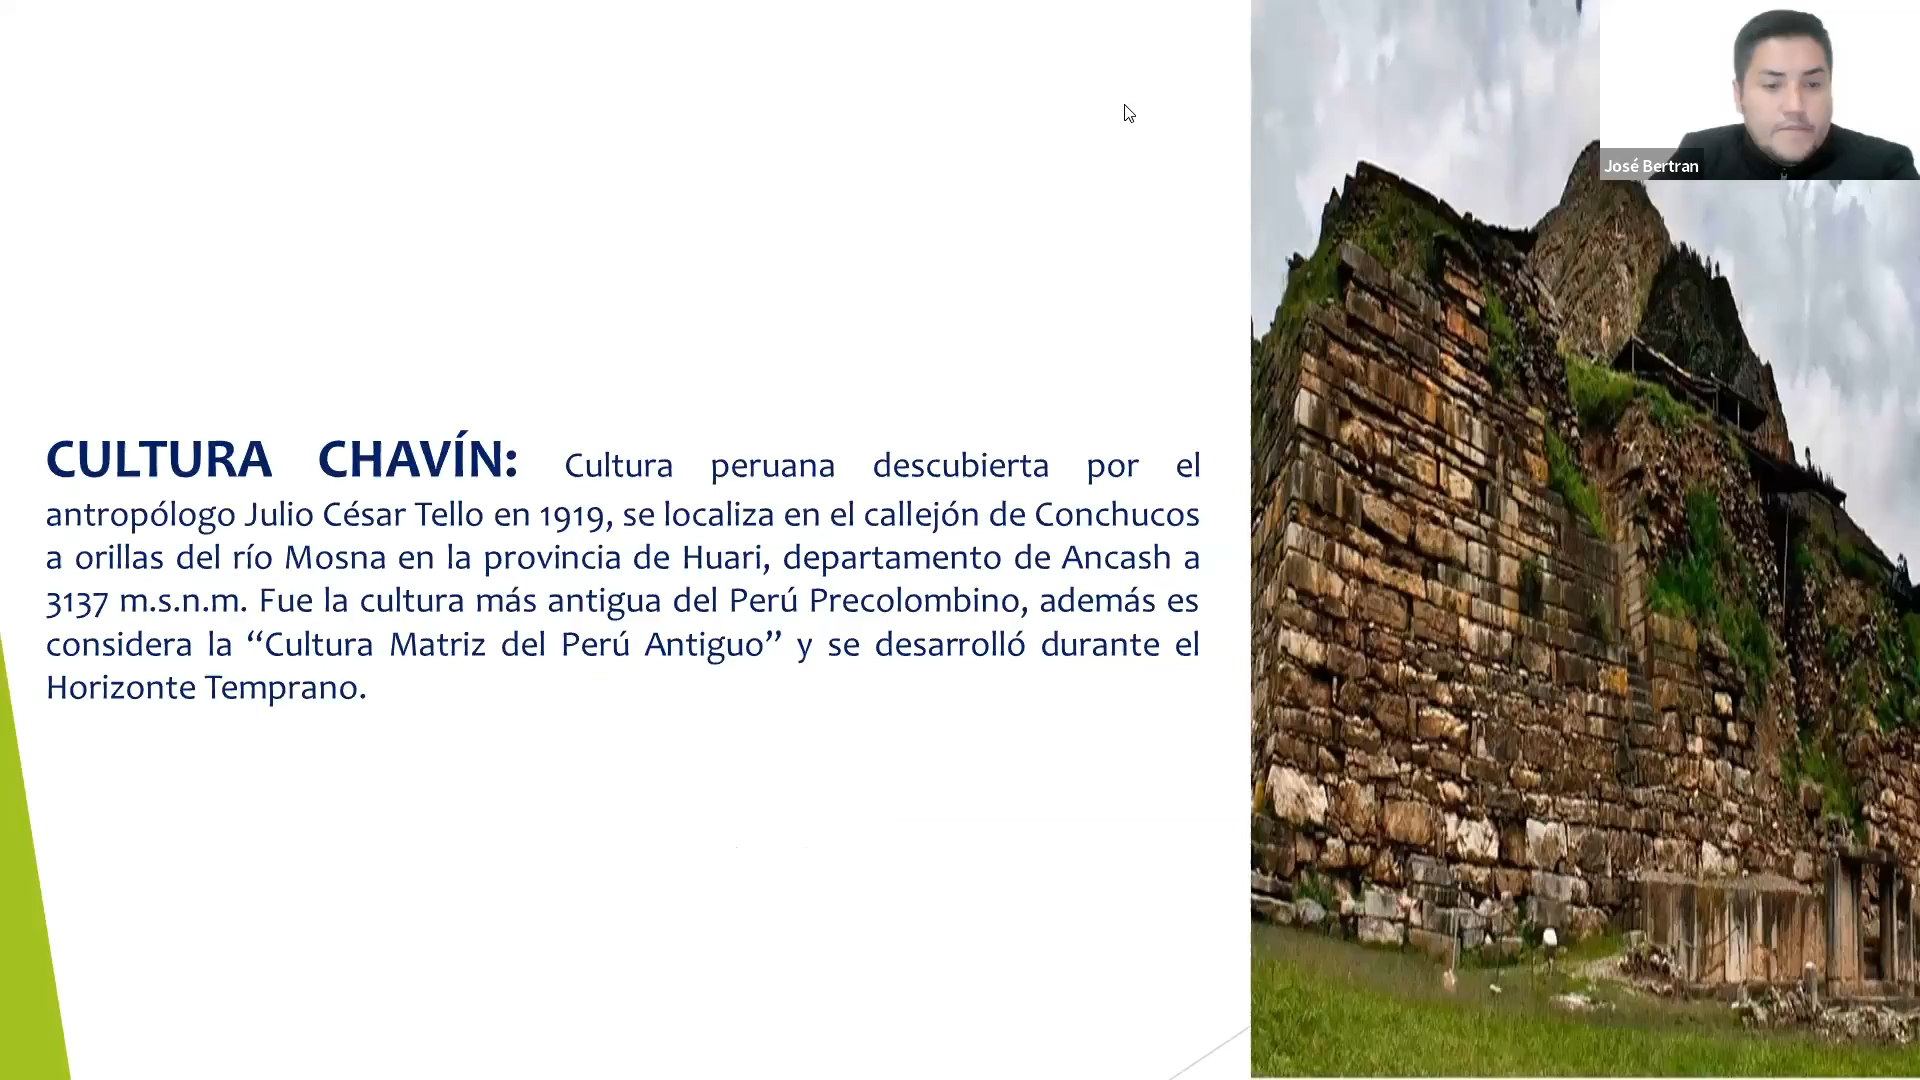 José Bertran
CULTURA CHAVÍN: Cultura peruana descubierta por el
antropólogo Julio César Tello en 1919, se localiza en el callejón de Conchucos
a orillas del río Mosna en la provincia de Huari, departamento de Ancash a
3137 m.s.n.m. Fue la cultura más antigua del Perú Precolombino, además es
considera la “Cultura Matriz del Perú Antiguo” y se desarrolló durante el
Horizonte Temprano.